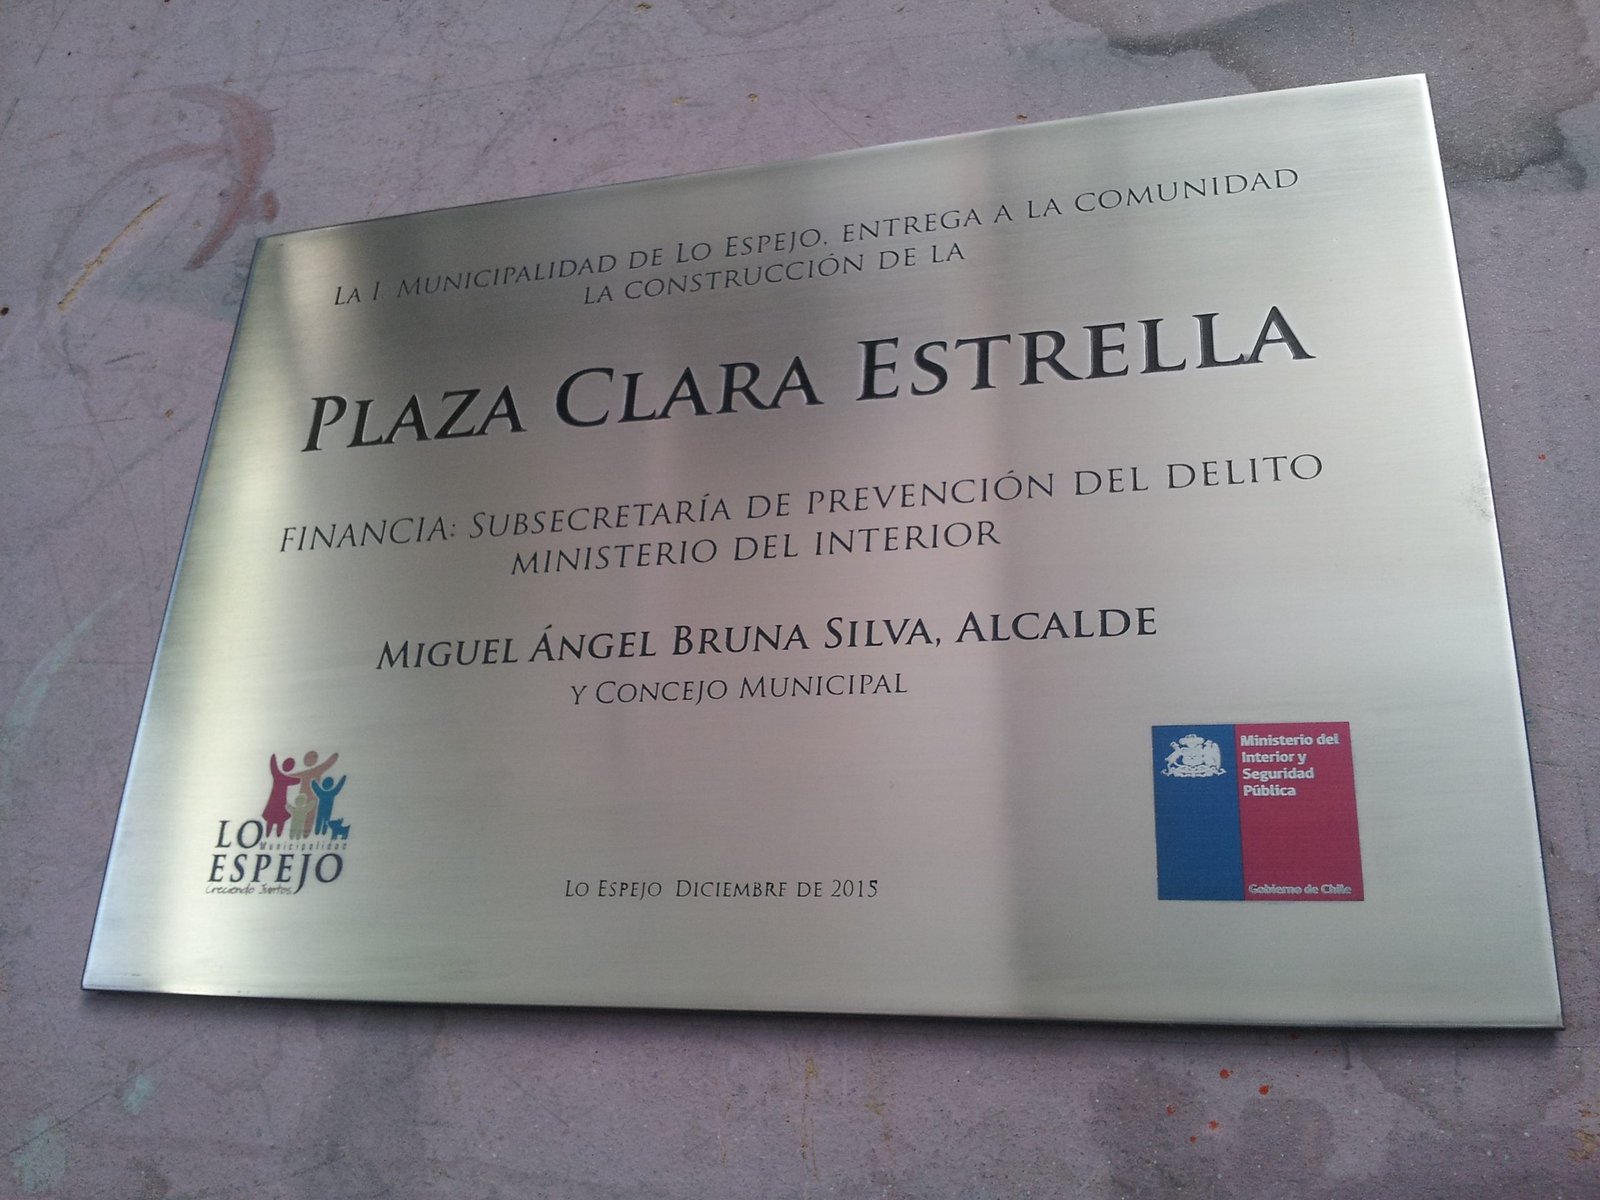 La I Municipalidad de Lo Espejo, entrega a la comunidad
la construcción de la
Plaza Clara Estrella
financia: Subsecretaría de prevención del delito
ministerio del interior
Miguel Ángel Bruna Silva, Alcalde
y Concejo Municipal
LO
Municipalidad
ESPEJO
Creciendo Juntos
Lo Espejo Diciembre de 2015
Ministerio del
Interior y
Seguridad
Pública
Gobierno de Chile